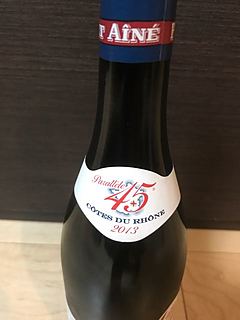 T AÎNÉ
Parallèle
45
CÔTES DU RHÔNE
2013